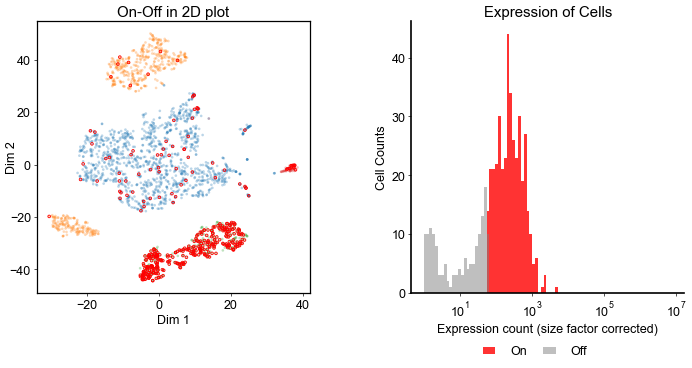 On-Off in 2D plot
Dim 2
40
20
0
−20
−40
−20
0
20
40
Dim 1
Expression of Cells
Cell Counts
40
30
20
10
0
10^1
10^3
10^5
10^7
Expression count (size factor corrected)
On Off